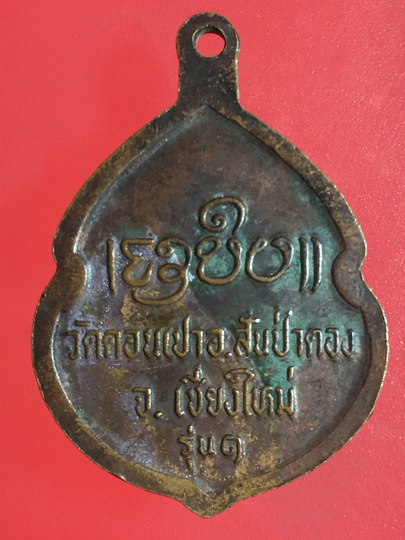 วัดดอยเปา อ. สันป่าตอง
จ. เชียงใหม่
รุ่น ๑